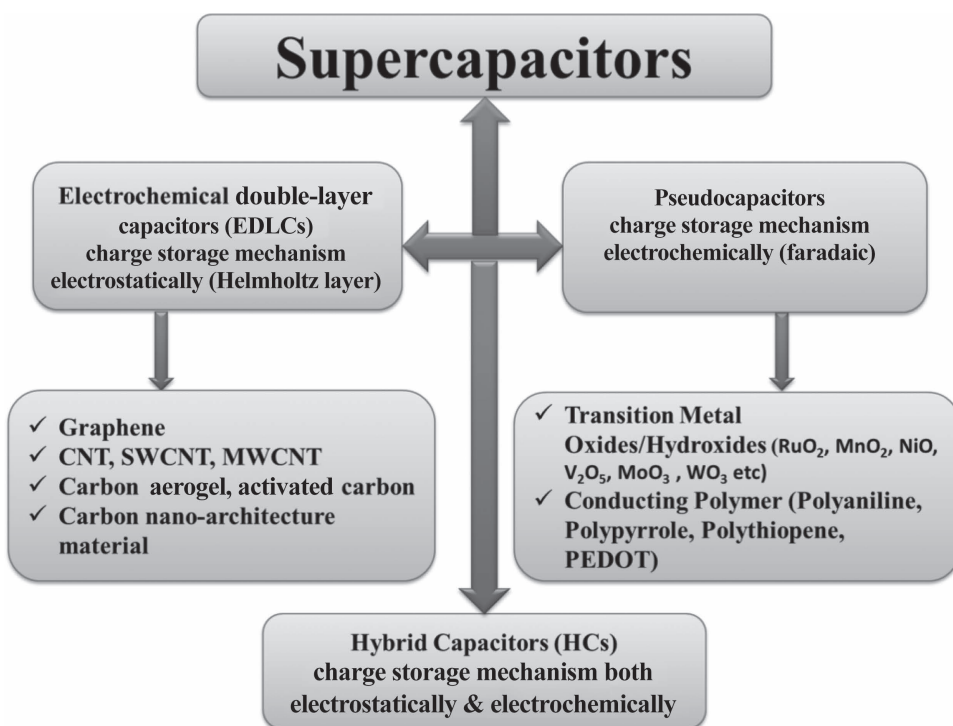 Supercapacitors
Electrochemical double-layer
capacitors (EDLCs)
charge storage mechanism
electrostatically (Helmholtz layer)
Pseudocapacitors
charge storage mechanism
electrochemically (faradaic)
✓ Graphene
✓ CNT, SWCNT, MWCNT
✓ Carbon aerogel, activated carbon
✓ Carbon nano-architecture
material
✓ Transition Metal
Oxides/Hydroxides (RuO₂, MnO₂, NiO,
V₂O₅, MoO₃ , WO₃ etc)
✓ Conducting Polymer (Polyaniline,
Polypyrrole, Polythiopene,
PEDOT)
Hybrid Capacitors (HCs)
charge storage mechanism both
electrostatically & electrochemically